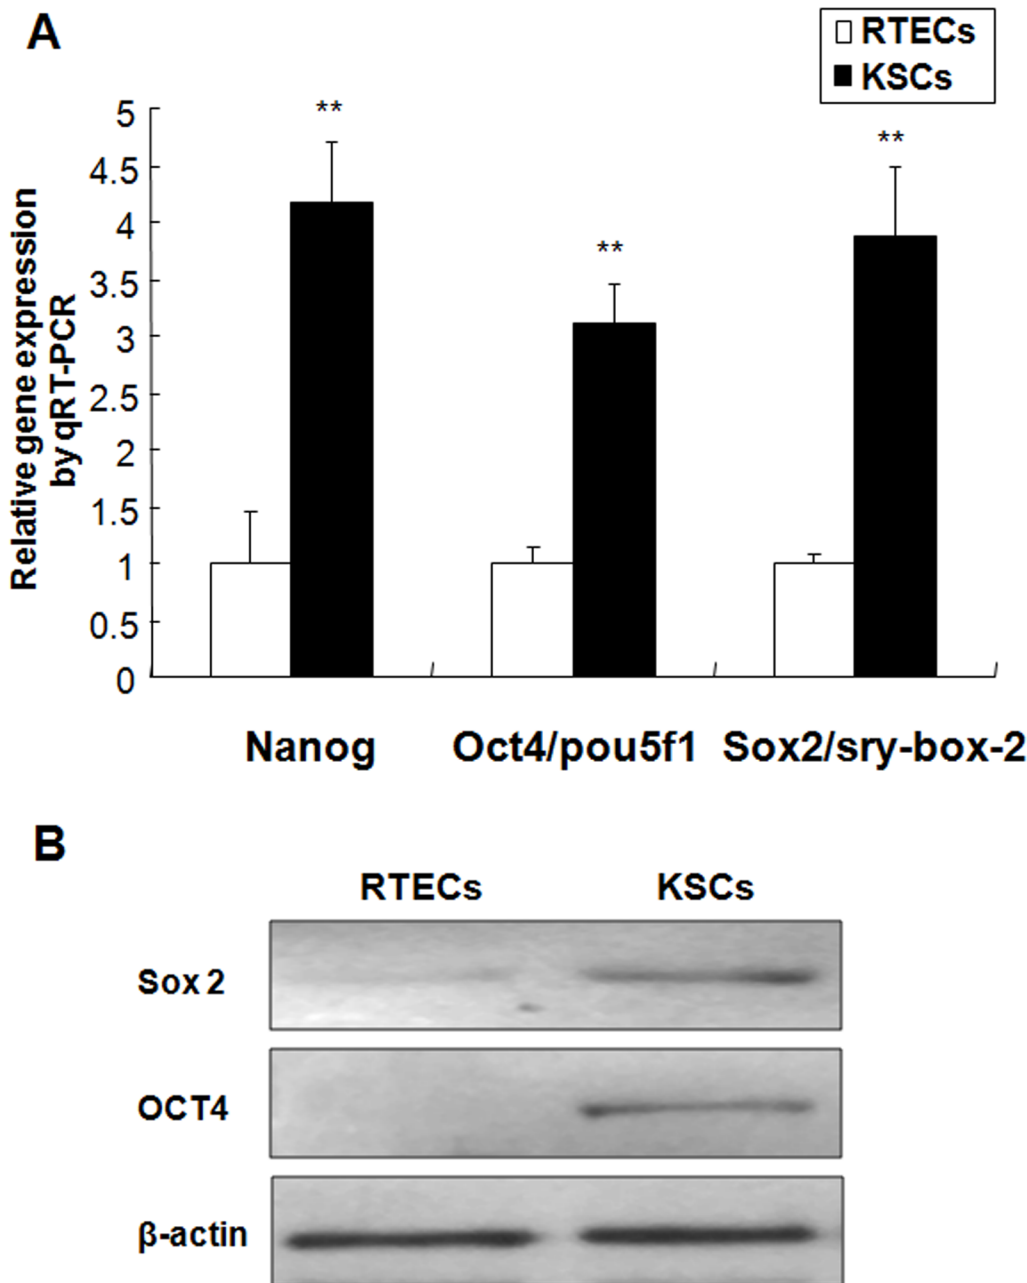 A
RTECs
KSCs
Relative gene expression
by qRT-PCR
5
4.5
4
3.5
3
2.5
2
1.5
1
0.5
0
**
**
**
Nanog
Oct4/pou5f1
Sox2/sry-box-2
B
RTECs
KSCs
Sox 2
OCT4
β-actin